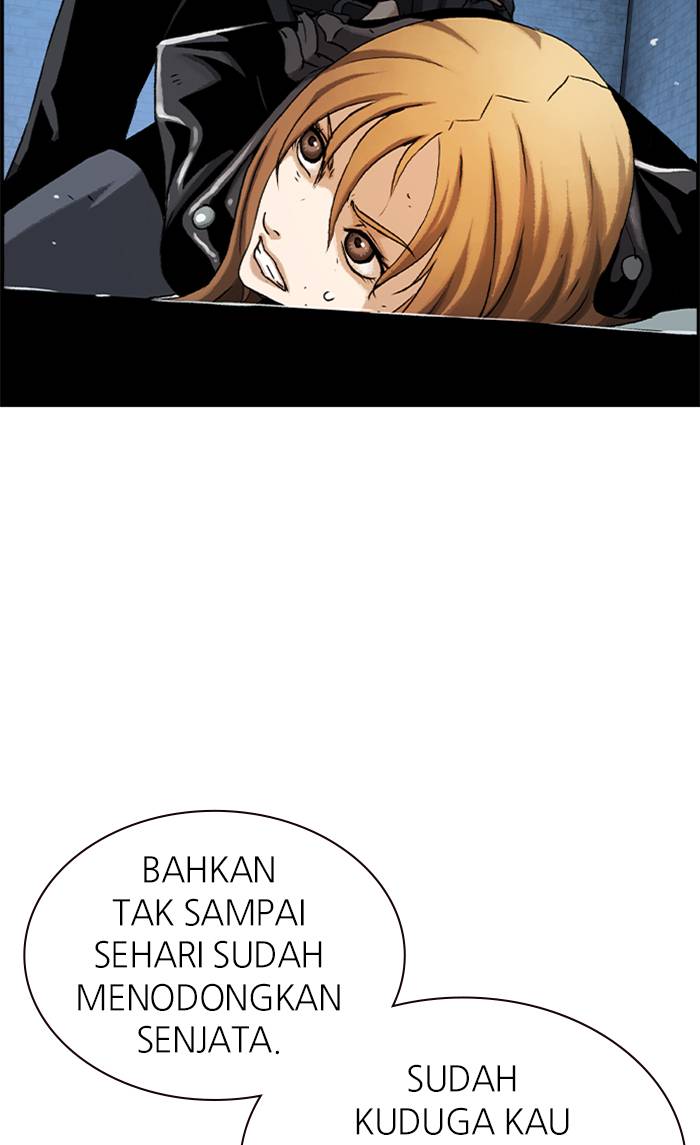 BAHKAN
TAK SAMPAI
SEHARI SUDAH
MENODONGKAN
SENJATA.
SUDAH
KUDUGA KAU